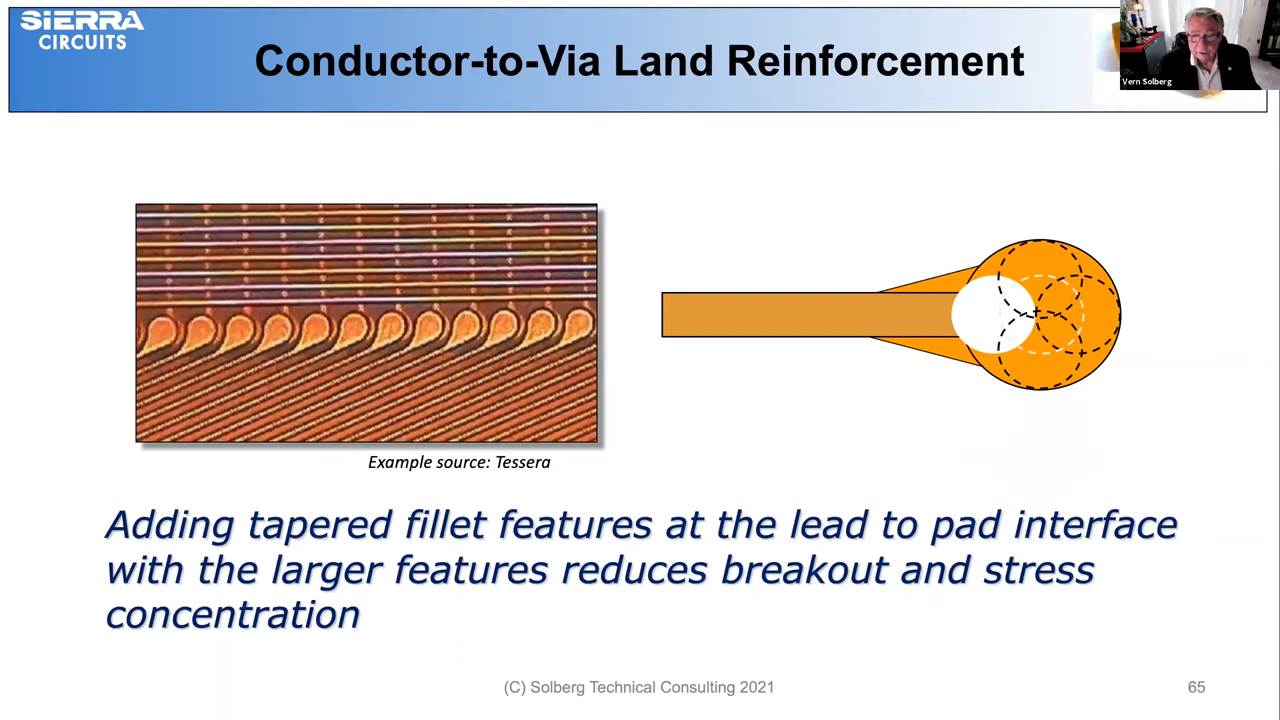 SIERRA
CIRCUITS
Conductor-to-Via Land Reinforcement
Vern Solberg
Example source: Tessera
Adding tapered fillet features at the lead to pad interface
with the larger features reduces breakout and stress
concentration
(C) Solberg Technical Consulting 2021
65